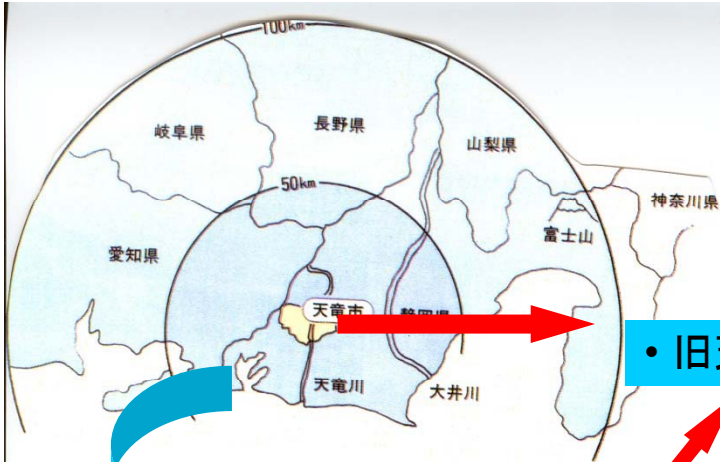 100km
岐阜県
長野県
山梨県
50km
神奈川県
愛知県
富士山
天竜市
静岡県
天竜川
大井川
・旧